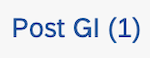 Post GI (1)